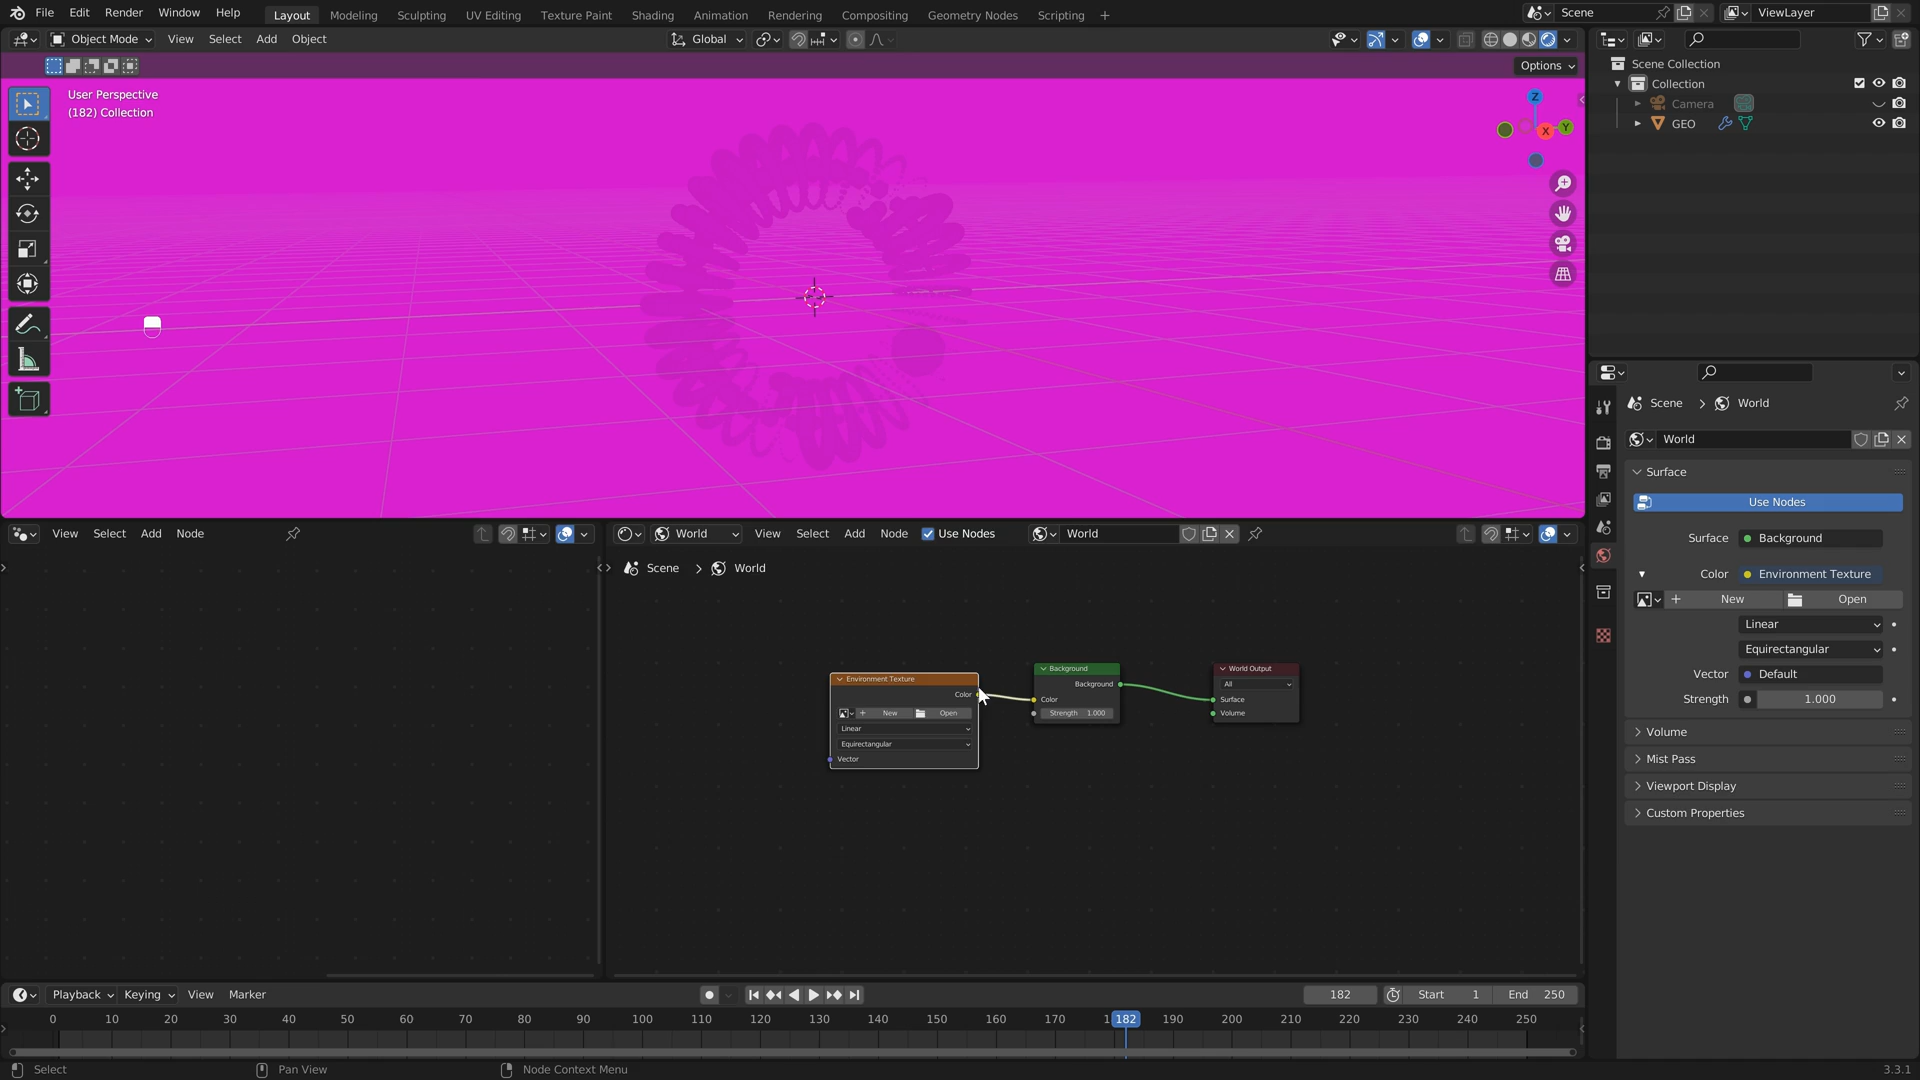 File Edit Render Window Help Layout Modeling Sculpting UV Editing Texture Paint Shading Animation Rendering Compositing Geometry Nodes Scripting + Scene ViewLayer
Object Mode View Select Add Object Global
Options
User Perspective
(182) Collection
Z
X Y
Scene Collection
Collection
Camera
GEO
Scene > World
World
Surface
Use Nodes
Surface Background
Color Environment Texture
+ New Open
Linear
Equirectangular
Vector Default
Strength 1.000
Volume
Mist Pass
Viewport Display
Custom Properties
View Select Add Node
World View Select Add Node Use Nodes World
Scene > World
Environment Texture
Color
+ New Open
Linear
Equirectangular
Vector
Background
Background
Color
Strength 1.000
World Output
All
Surface
Volume
Playback Keying View Marker 182 Start 1 End 250
0 10 20 30 40 50 60 70 80 90 100 110 120 130 140 150 160 170 1 182 190 200 210 220 230 240 250
Select Pan View Node Context Menu 3.3.1